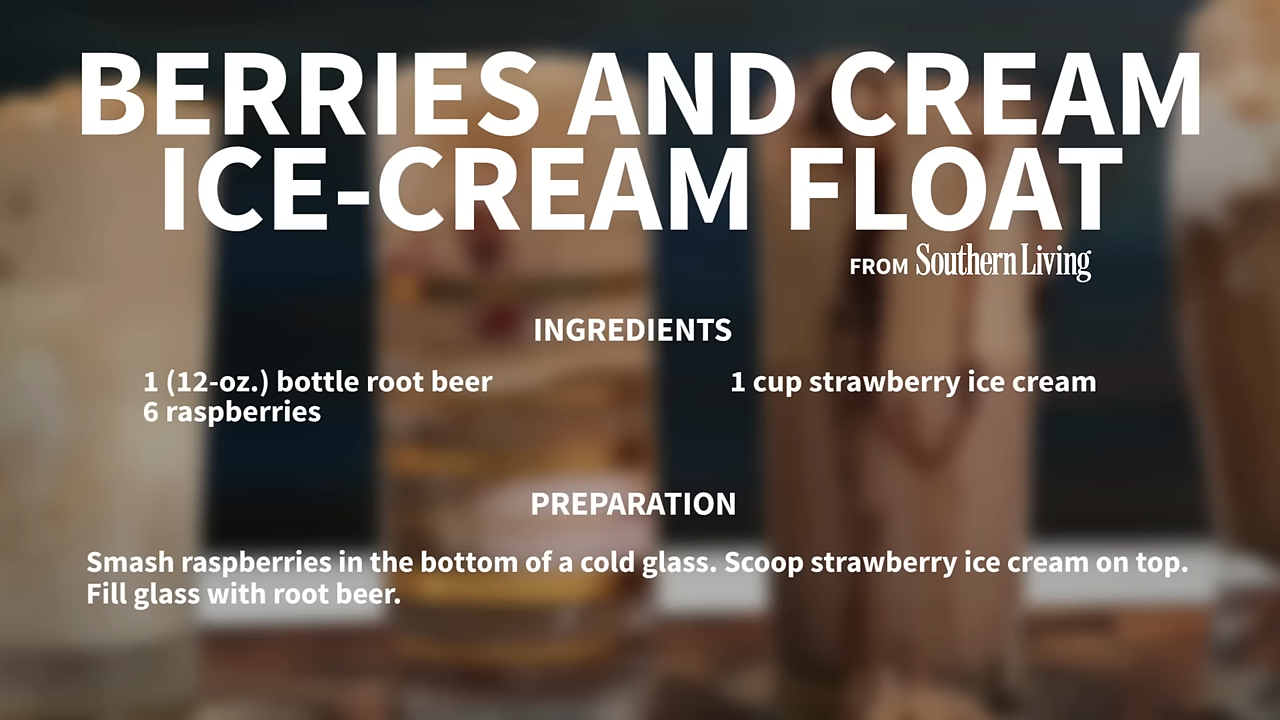 BERRIES AND CREAM
ICE-CREAM FLOAT
FROM Southern Living
INGREDIENTS
1 (12-oz.) bottle root beer
6 raspberries
1 cup strawberry ice cream
PREPARATION
Smash raspberries in the bottom of a cold glass. Scoop strawberry ice cream on top.
Fill glass with root beer.